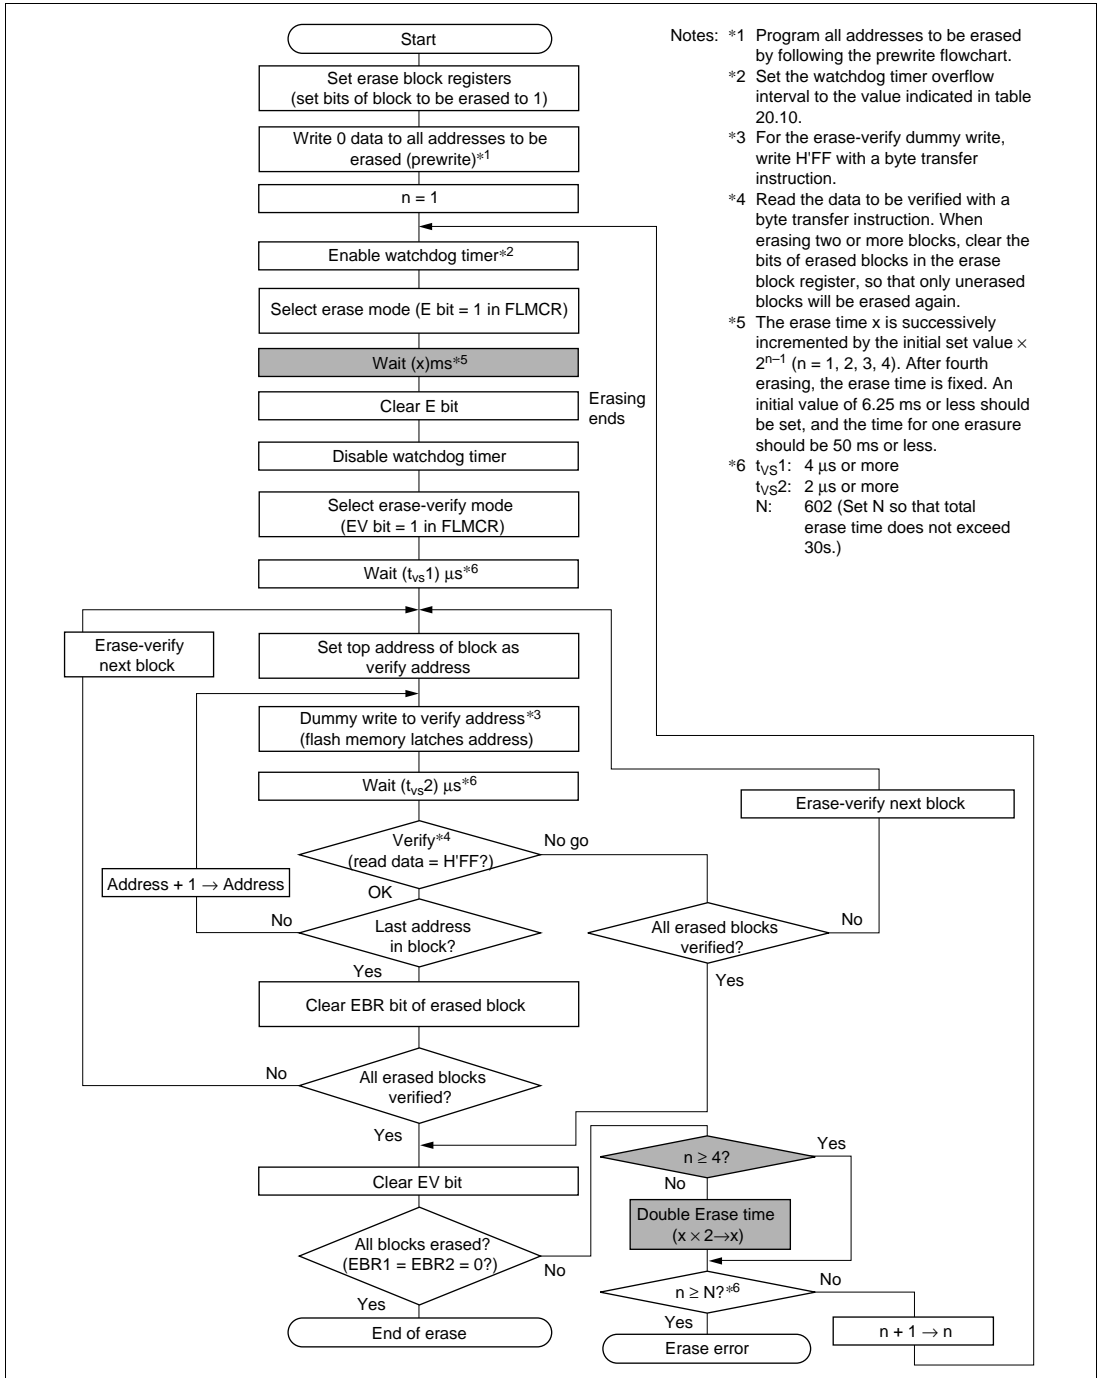 Start
Set erase block registers
(set bits of block to be erased to 1)
Write 0 data to all addresses to be
erased (prewrite)*1
n = 1
Enable watchdog timer*2
Select erase mode (E bit = 1 in FLMCR)
Wait (x)ms*5
Clear E bit
Erasing
ends
Disable watchdog timer
Select erase-verify mode
(EV bit = 1 in FLMCR)
Wait (tvs1) μs*6
Erase-verify
next block
Set top address of block as
verify address
Dummy write to verify address*3
(flash memory latches address)
Wait (tvs2) μs*6
Erase-verify next block
Verify*4
(read data = H'FF?)
No go
OK
Address + 1 → Address
No
Last address
in block?
Yes
All erased blocks
verified?
No
Yes
Clear EBR bit of erased block
No
All erased blocks
verified?
Yes
Clear EV bit
n ≥ 4?
Yes
No
Double Erase time
(x × 2→x)
All blocks erased?
(EBR1 = EBR2 = 0?)
No
Yes
End of erase
n ≥ N?*6
No
Yes
n + 1 → n
Erase error
Notes: *1 Program all addresses to be erased
by following the prewrite flowchart.
*2 Set the watchdog timer overflow
interval to the value indicated in table
20.10.
*3 For the erase-verify dummy write,
write H'FF with a byte transfer
instruction.
*4 Read the data to be verified with a
byte transfer instruction. When
erasing two or more blocks, clear the
bits of erased blocks in the erase
block register, so that only unerased
blocks will be erased again.
*5 The erase time x is successively
incremented by the initial set value ×
2n–1 (n = 1, 2, 3, 4). After fourth
erasing, the erase time is fixed. An
initial value of 6.25 ms or less should
be set, and the time for one erasure
should be 50 ms or less.
*6 tVS1: 4 μs or more
tVS2: 2 μs or more
N: 602 (Set N so that total
erase time does not exceed
30s.)